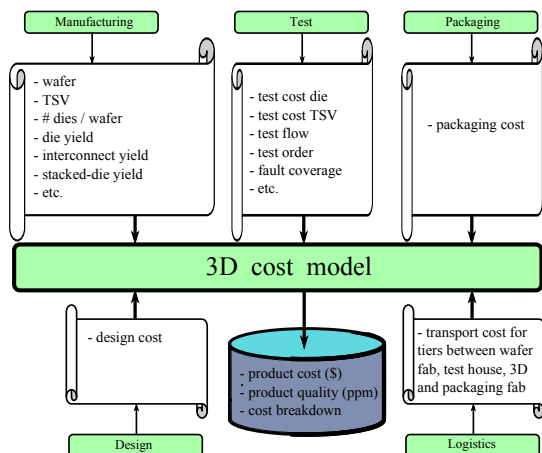 Manufacturing
Test
Packaging
- wafer
- TSV
- # dies / wafer
- die yield
- interconnect yield
- stacked-die yield
- etc.
- test cost die
- test cost TSV
- test flow
- test order
- fault coverage
- etc.
- packaging cost
3D cost model
- design cost
- product cost ($)
- product quality (ppm)
- cost breakdown
- transport cost for
tiers between wafer
fab, test house, 3D
and packaging fab
Design
Logistics